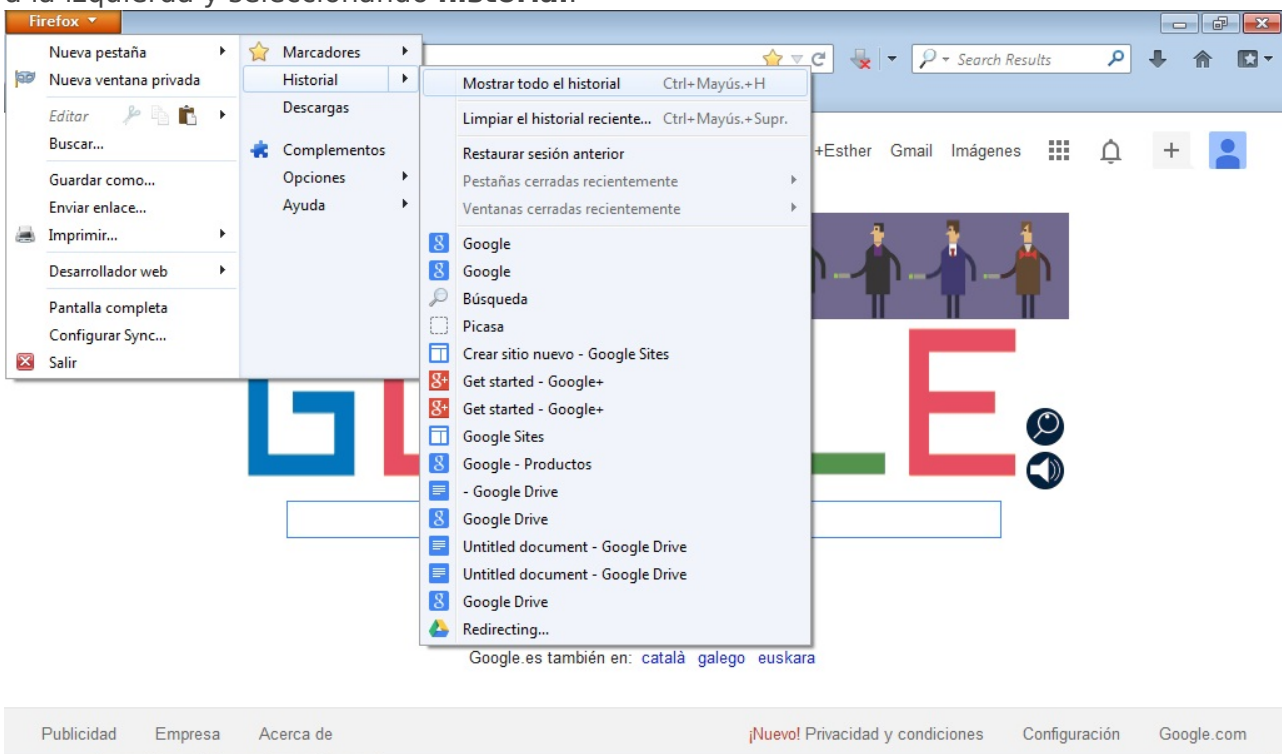 a la izquierda y seleccionando historial.
Firefox
Nueva pestaña
Nueva ventana privada
Editar
Buscar...
Guardar como...
Enviar enlace...
Imprimir...
Desarrollador web
Pantalla completa
Configurar Sync...
Salir
Marcadores
Historial
Descargas
Complementos
Opciones
Ayuda
Mostrar todo el historial Ctrl+Mayús.+H
Limpiar el historial reciente... Ctrl+Mayús.+Supr.
Restaurar sesión anterior
Pestañas cerradas recientemente
Ventanas cerradas recientemente
Google
Google
Búsqueda
Picasa
Crear sitio nuevo - Google Sites
Get started - Google+
Get started - Google+
Google Sites
Google - Productos
- Google Drive
Google Drive
Untitled document - Google Drive
Untitled document - Google Drive
Google Drive
Redirecting...
Search Results
+Esther Gmail Imágenes
Google.es también en: català galego euskara
Publicidad Empresa Acerca de ¡Nuevo! Privacidad y condiciones Configuración Google.com